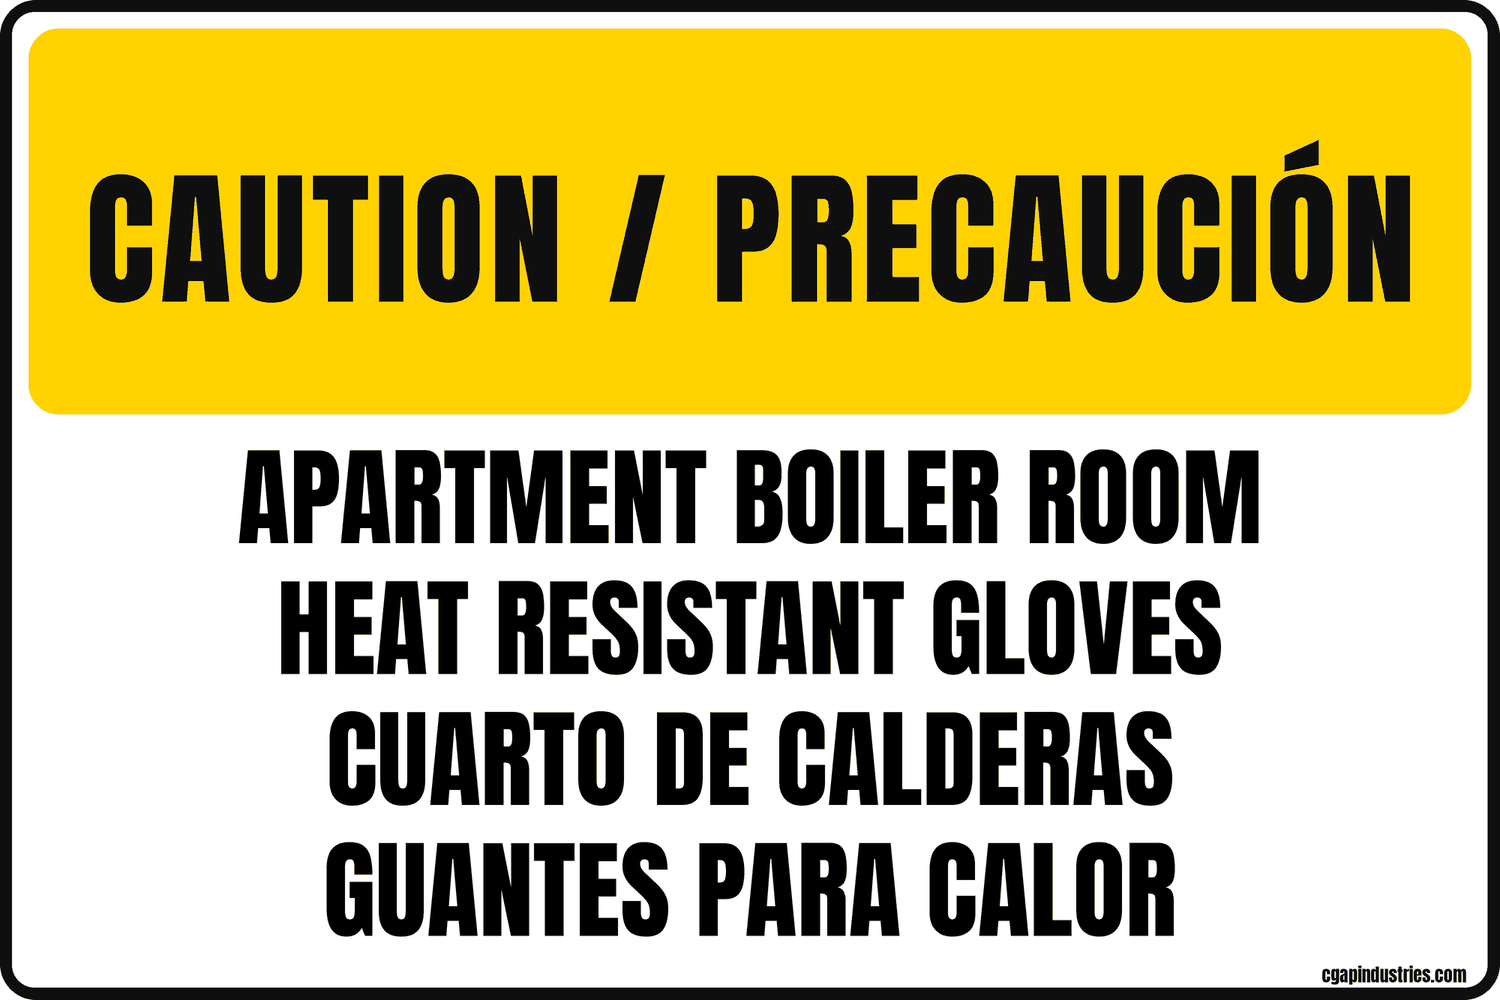 CAUTION / PRECAUCIÓN
APARTMENT BOILER ROOM
HEAT RESISTANT GLOVES
CUARTO DE CALDERAS
GUANTES PARA CALOR
cgapindustries.com